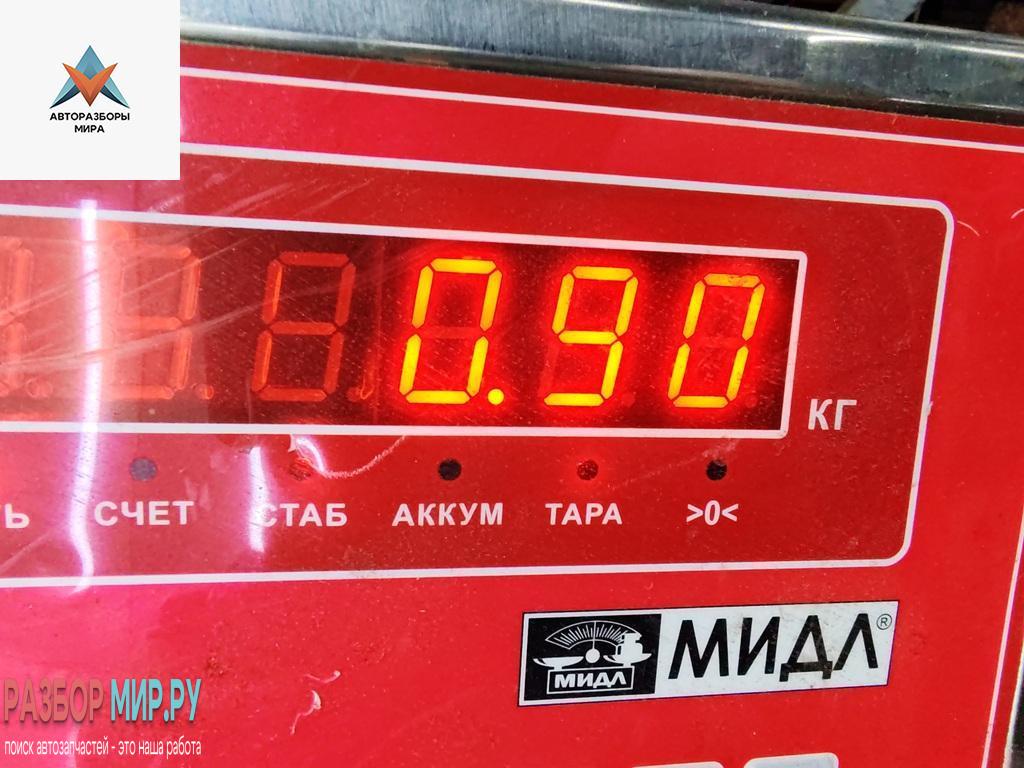 АВТОРАЗБОРЫ
МИРА
0.90
КГ
СЧЕТ СТАБ АККУМ ТАРА >0<
МИДЛ МИДЛ®
РАЗБОР МИР.РУ
поиск автозапчастей - это наша работа